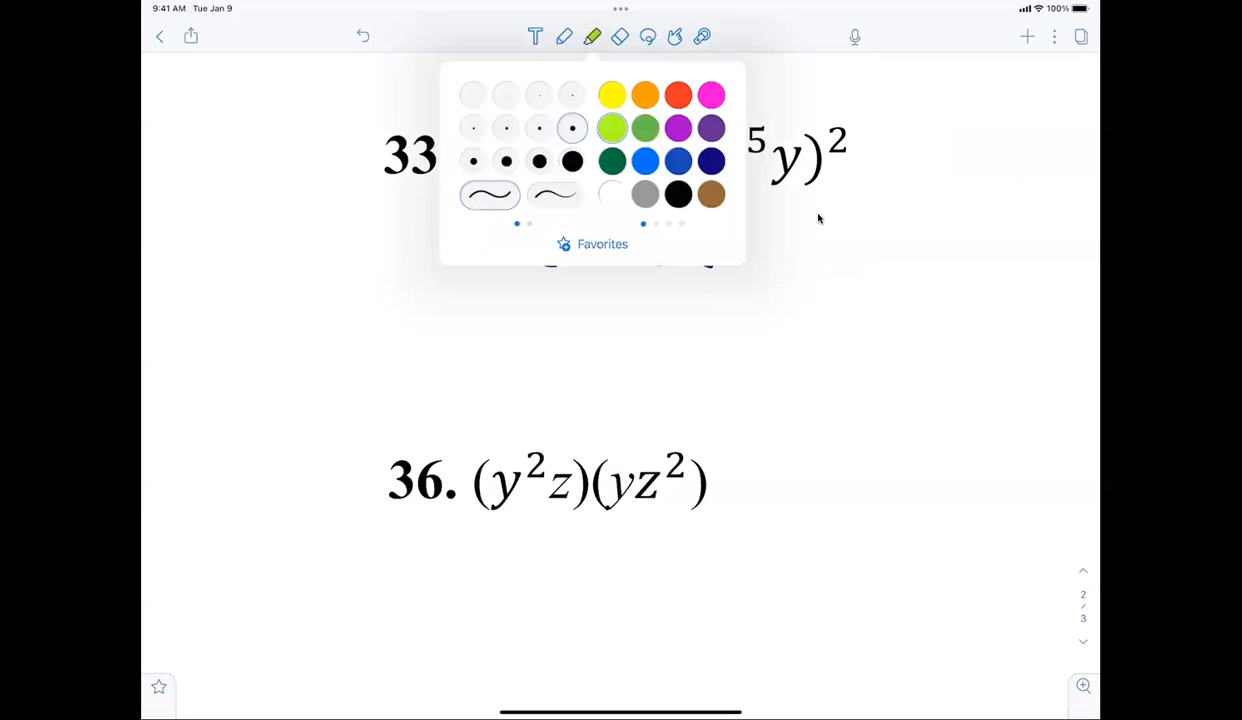 9:41 AM Tue Jan 9
100%
33
⁵y)²
Favorites
36. (y²z)(yz²)
2
/
3